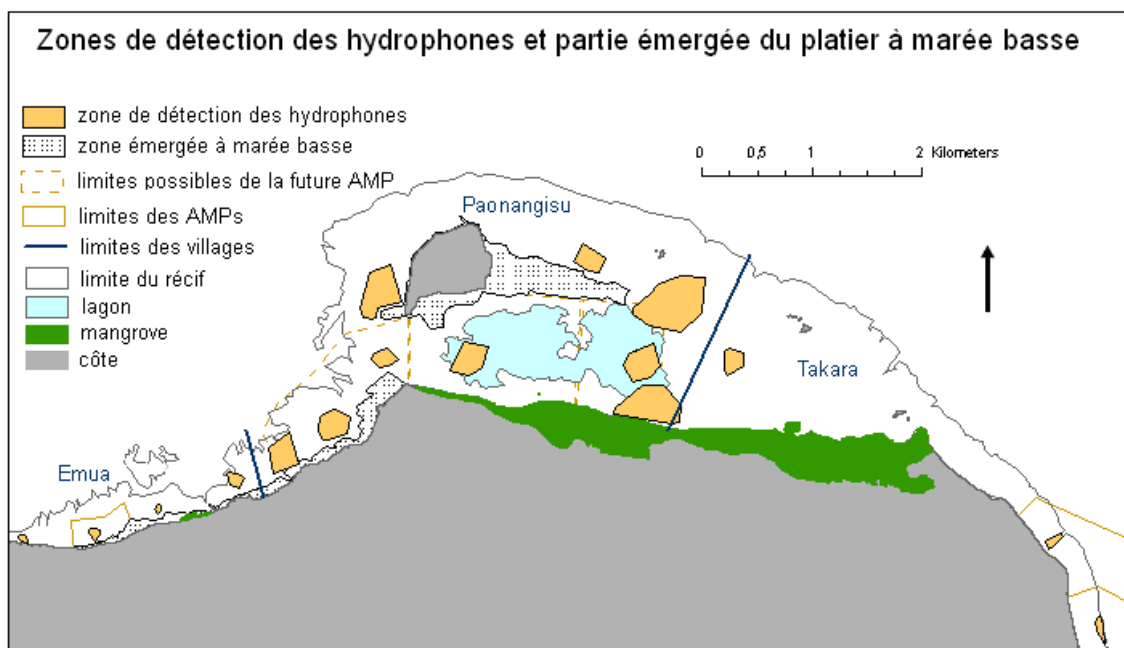 Zones de détection des hydrophones et partie émergée du platier à marée basse
zone de détection des hydrophones
zone émergée à marée basse
limites possibles de la future AMP
limites des AMPs
limites des villages
limite du récif
lagon
mangrove
côte
0 0,5 1 2 Kilometers
Paonangisu
Takara
Emua